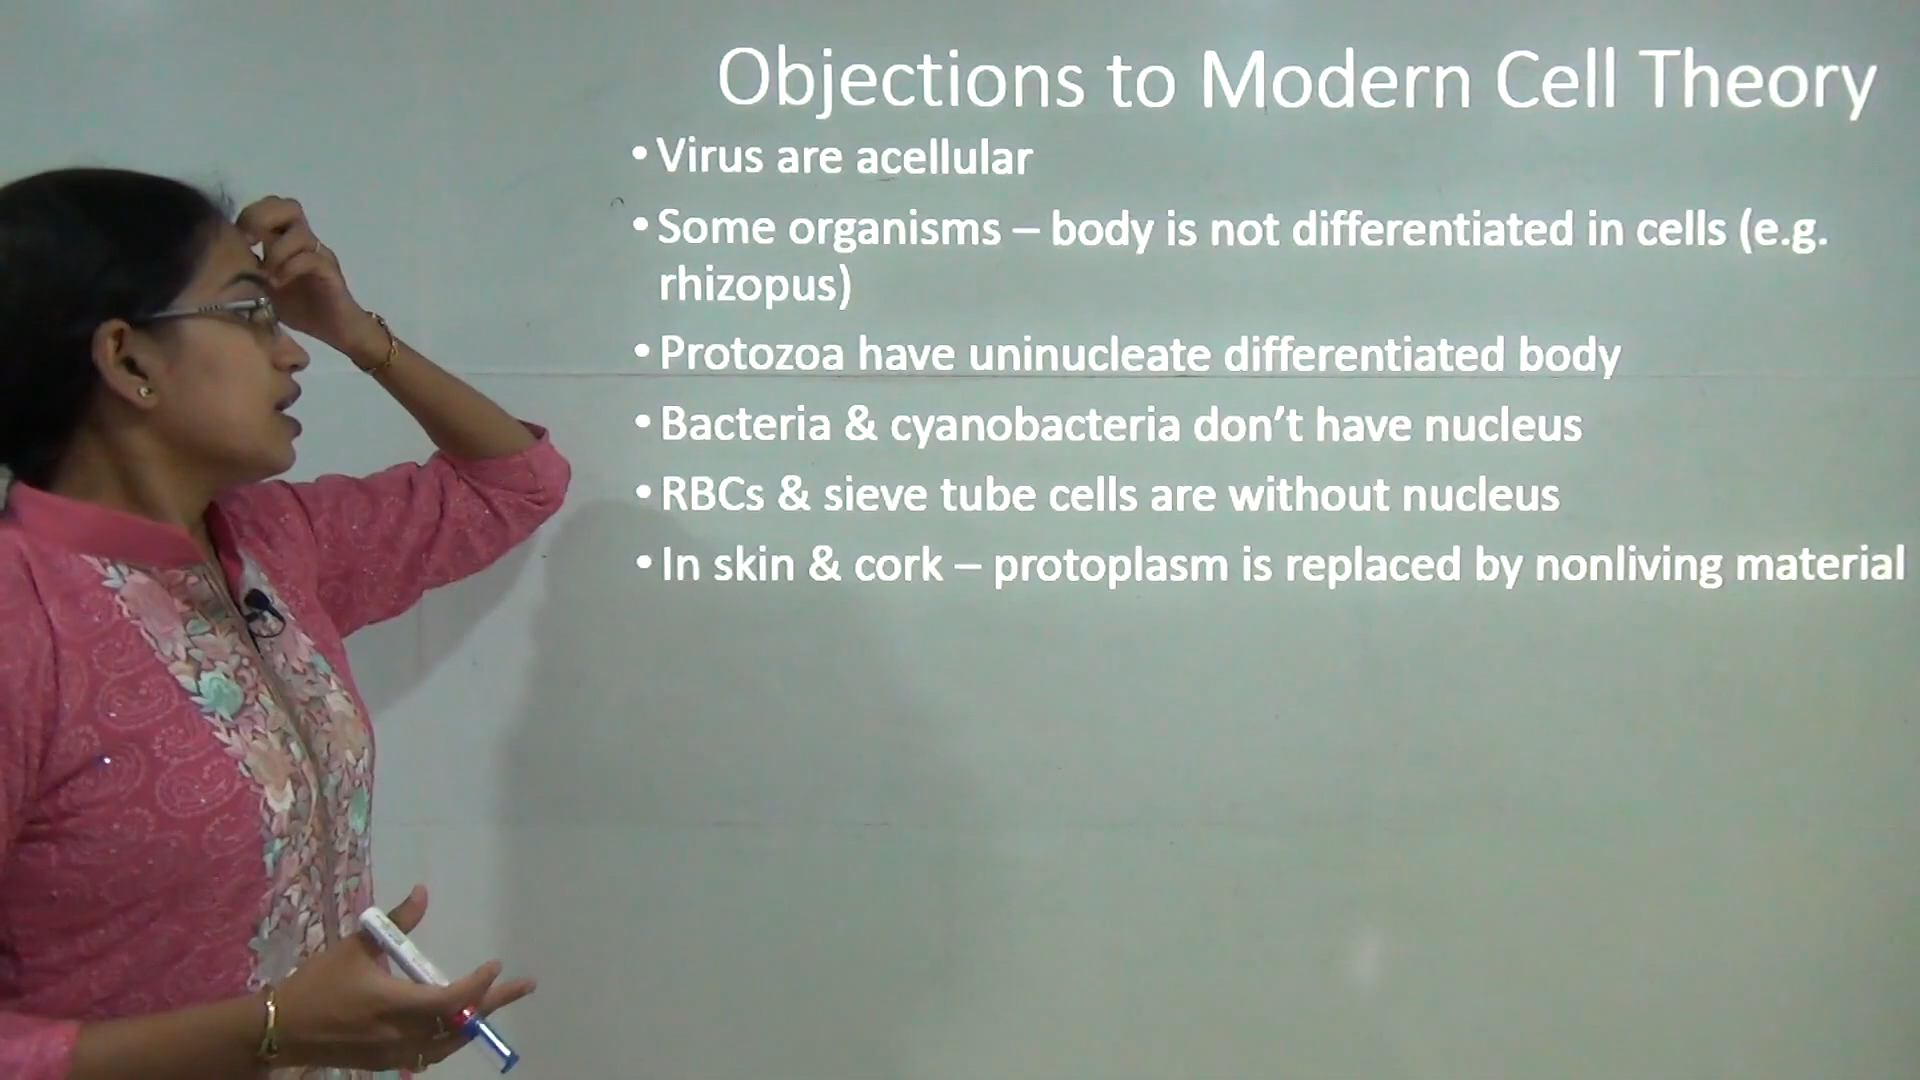 Objections to Modern Cell Theory
• Virus are acellular
• Some organisms – body is not differentiated in cells (e.g.
rhizopus)
• Protozoa have uninucleate differentiated body
• Bacteria & cyanobacteria don’t have nucleus
• RBCs & sieve tube cells are without nucleus
• In skin & cork – protoplasm is replaced by nonliving material